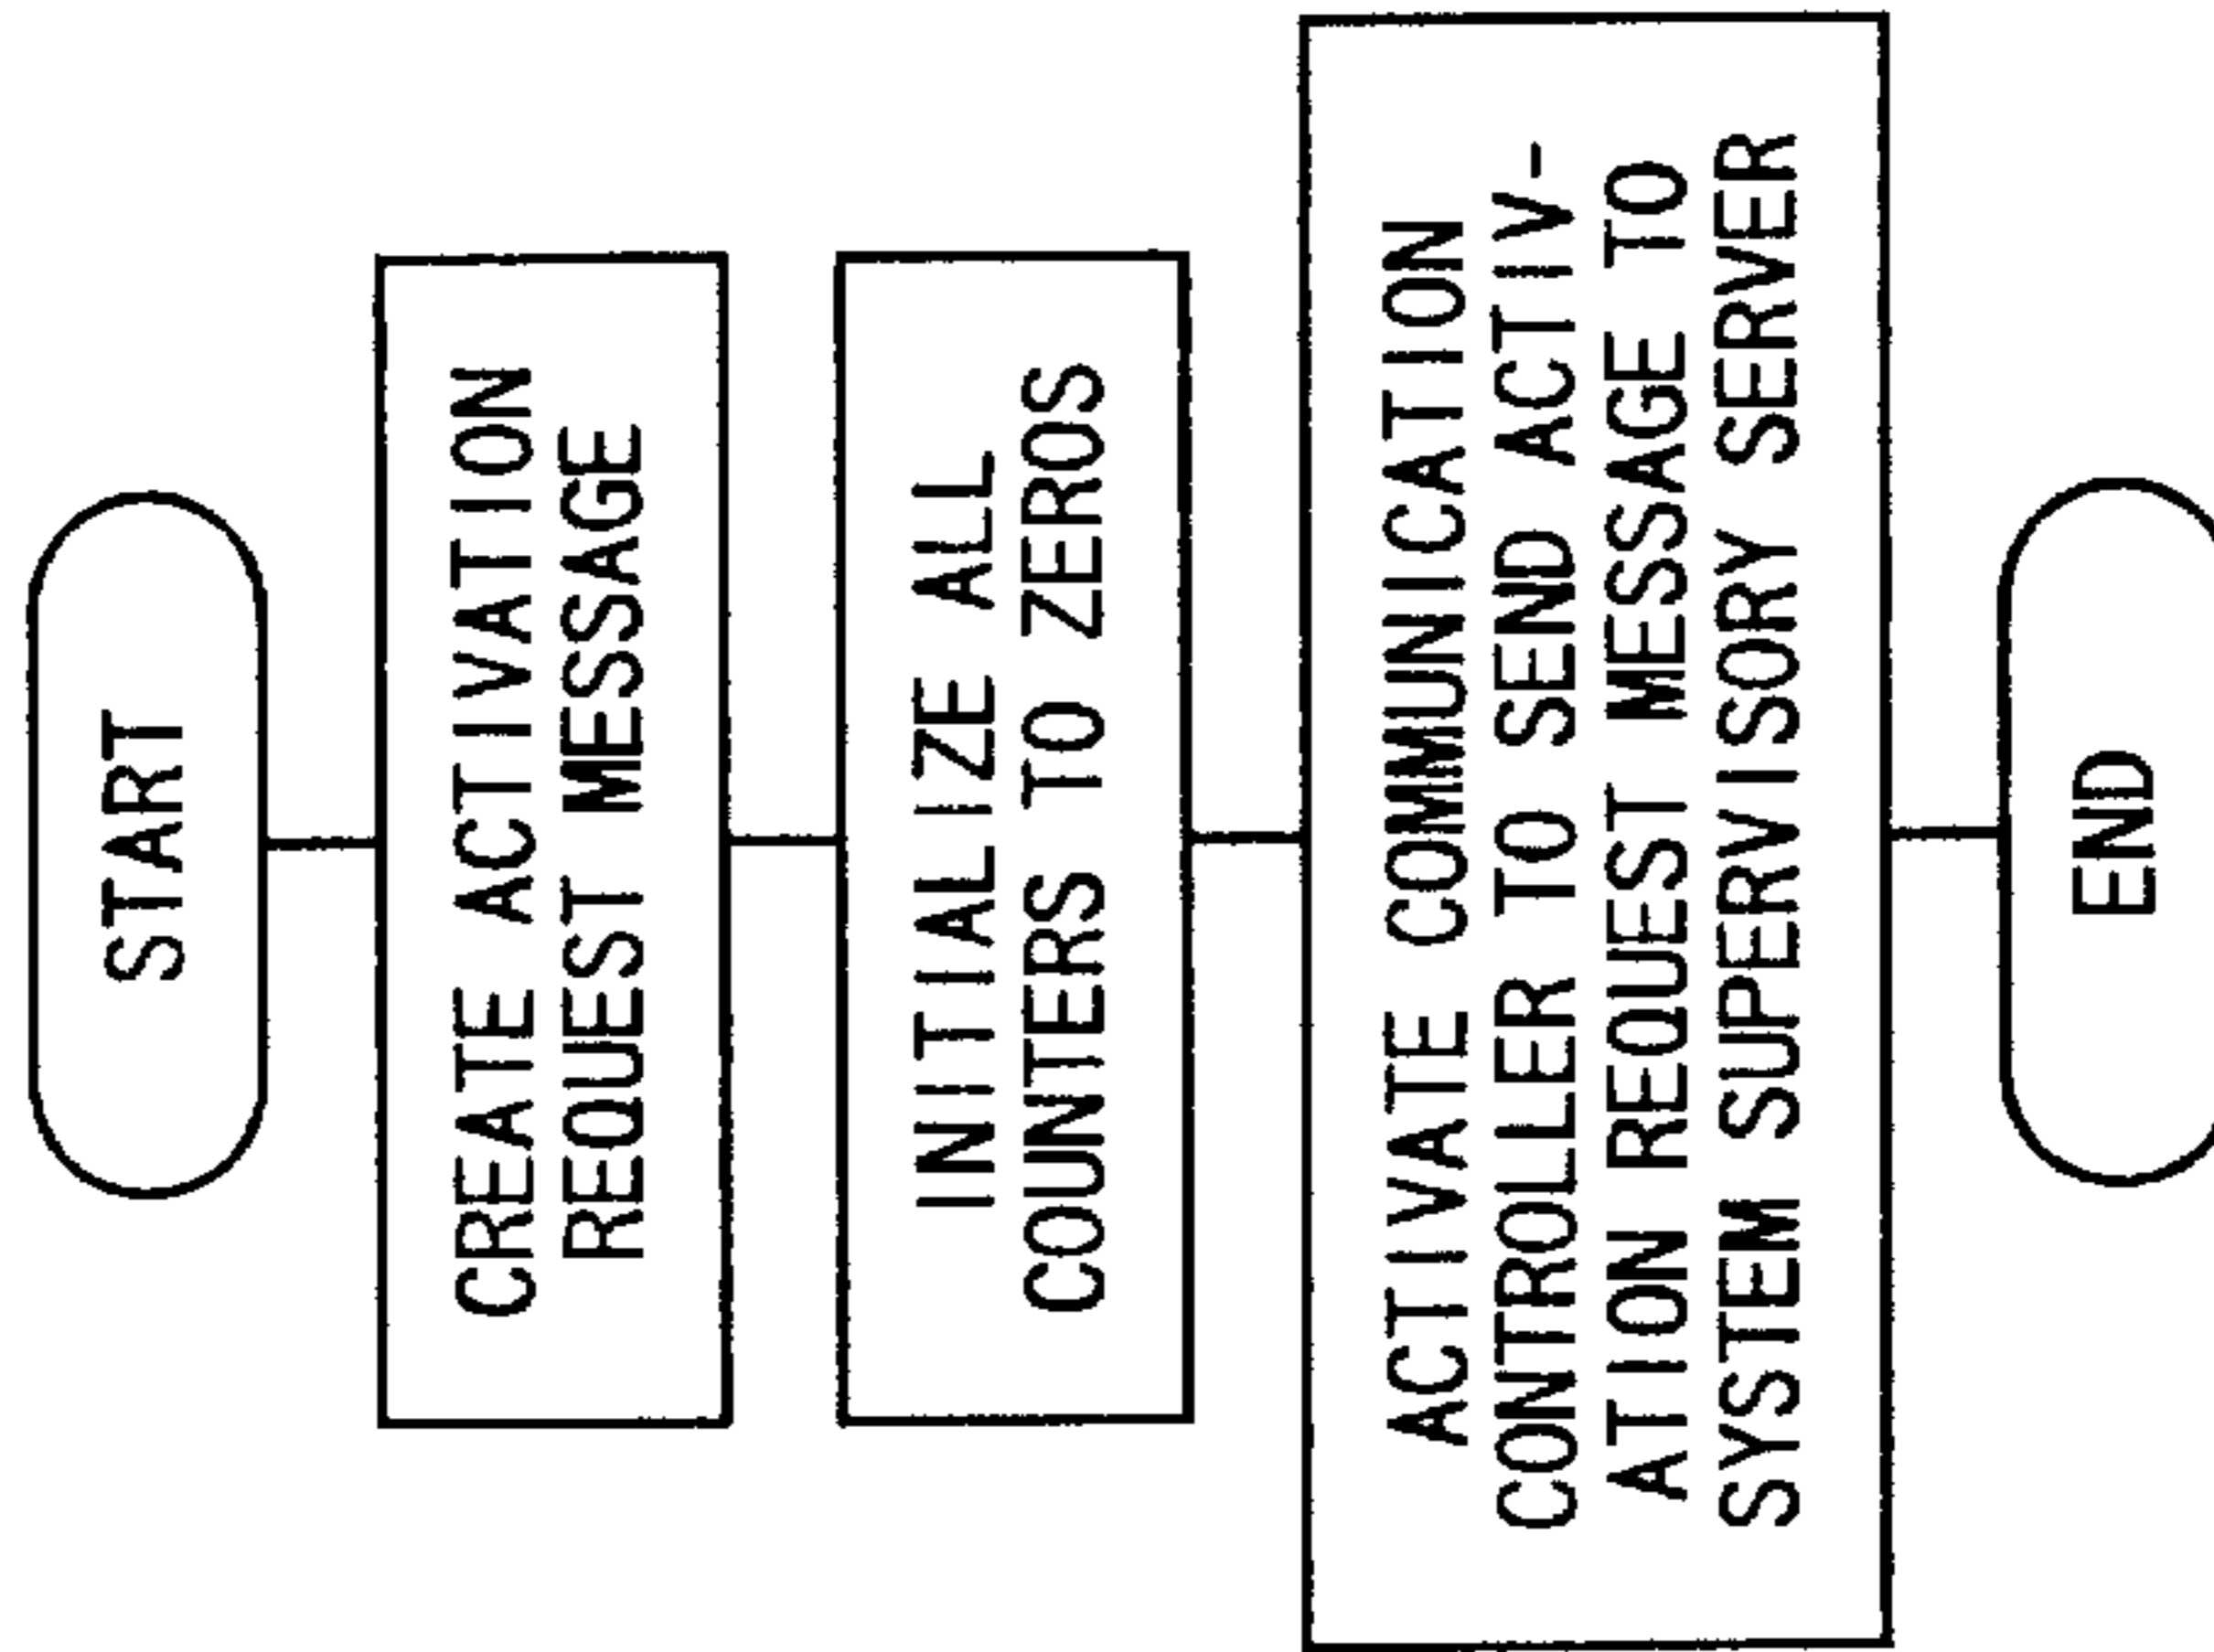 START
CREATE ACTIVATION
REQUEST MESSAGE
INITIALIZE ALL
COUNTERS TO ZEROS
ACTIVATE COMMUNICATION
CONTROLLER TO SEND ACTIV-
ATION REQUEST MESSAGE TO
SYSTEM SUPERVISORY SERVER
END